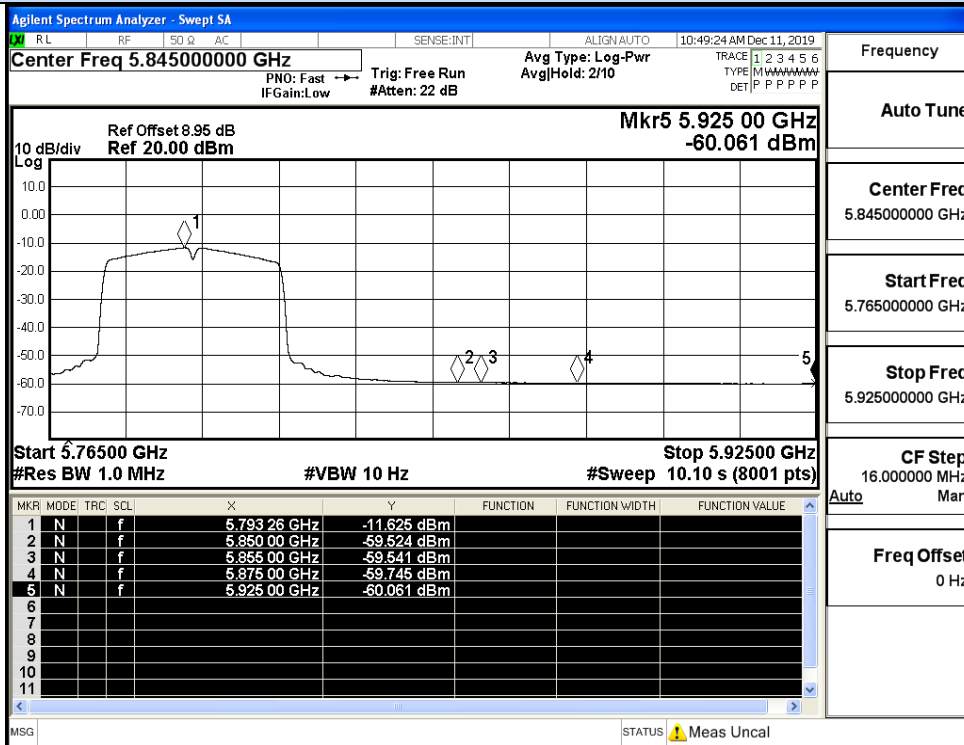 Agilent Spectrum Analyzer - Swept SA
LXI RL RF 50 Ω AC SENSE:INT ALIGN AUTO 10:49:24 AM Dec 11, 2019
Center Freq 5.845000000 GHz
PNO: Fast
IFGain:Low
Trig: Free Run
#Atten: 22 dB
Avg Type: Log-Pwr
Avg|Hold: 2/10
TRACE 1 2 3 4 5 6
TYPE M WWWWW
DET P P P P P P
Mkr5 5.925 00 GHz
-60.061 dBm
Ref Offset 8.95 dB
10 dB/div Ref 20.00 dBm
Log
10.0
0.00
-10.0
-20.0
-30.0
-40.0
-50.0
-60.0
-70.0
1
2
3
4
5
Start 5.76500 GHz Stop 5.92500 GHz
#Res BW 1.0 MHz #VBW 10 Hz #Sweep 10.10 s (8001 pts)
MKR MODE TRC SCL X Y FUNCTION FUNCTION WIDTH FUNCTION VALUE
1 N f 5.793 26 GHz -11.625 dBm
2 N f 5.850 00 GHz -59.524 dBm
3 N f 5.855 00 GHz -59.541 dBm
4 N f 5.875 00 GHz -59.745 dBm
5 N f 5.925 00 GHz -60.061 dBm
6
7
8
9
10
11
MSG STATUS Meas Uncal
Frequency
Auto Tune
Center Freq
5.845000000 GHz
Start Freq
5.765000000 GHz
Stop Freq
5.925000000 GHz
CF Step
16.000000 MHz
Auto Man
Freq Offset
0 Hz